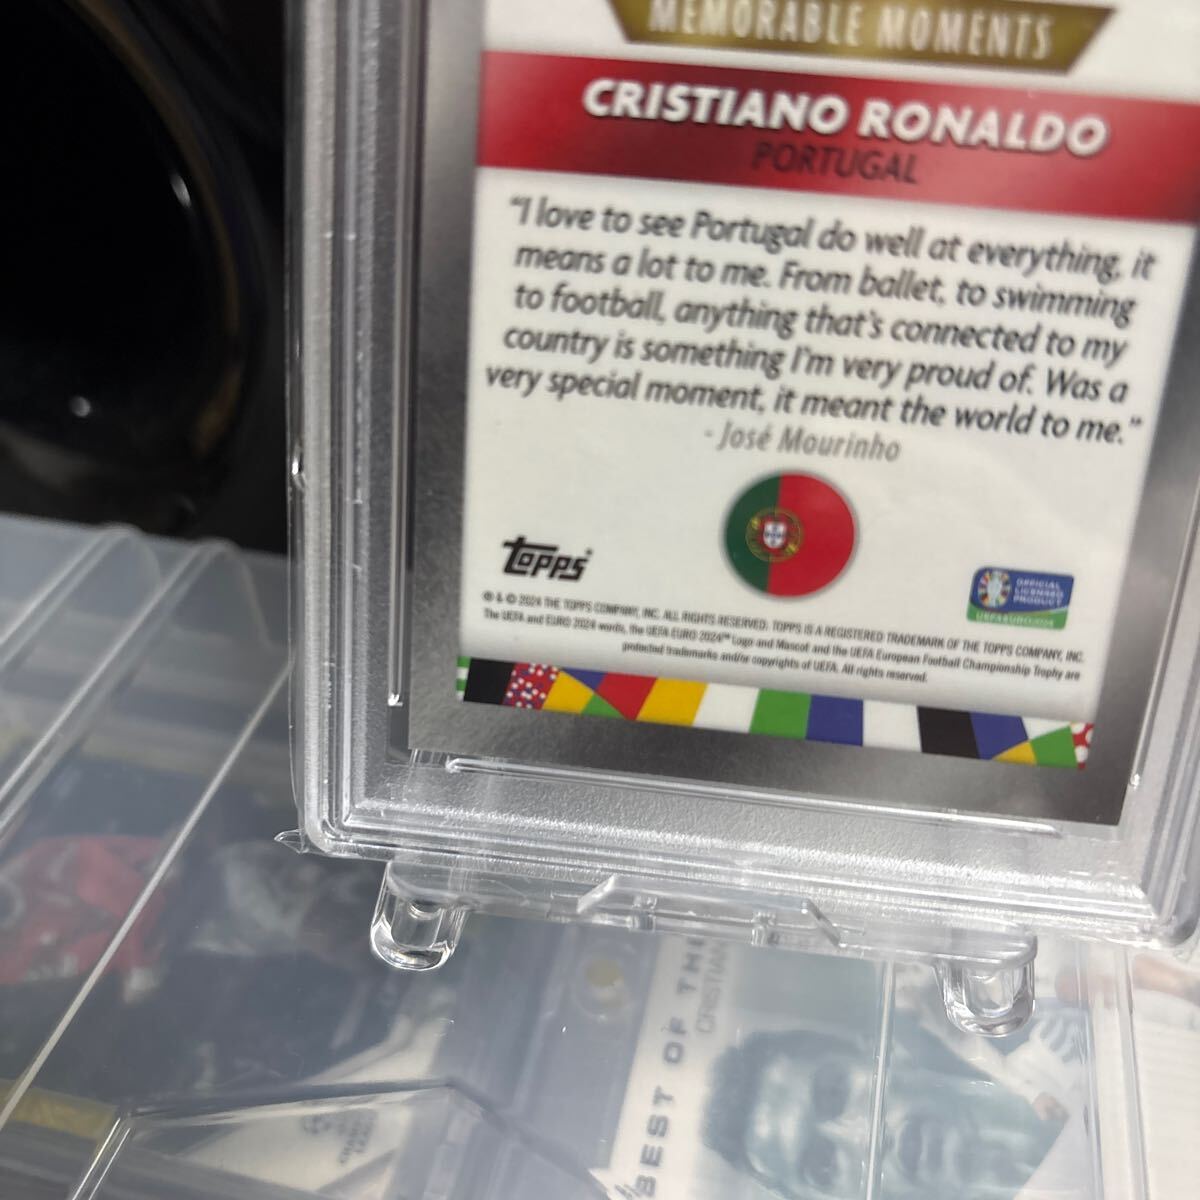 MEMORABLE MOMENTS
CRISTIANO RONALDO
PORTUGAL
“I love to see Portugal do well at everything, it
means a lot to me. From ballet, to swimming
to football, anything that’s connected to my
country is something I’m very proud of. Was a
very special moment, it meant the world to me.”
- José Mourinho
topps
OFFICIAL
LICENSED
PRODUCT
UEFA EURO2024
® & © 2024 THE TOPPS COMPANY, INC. ALL RIGHTS RESERVED. TOPPS IS A REGISTERED TRADEMARK OF THE TOPPS COMPANY, INC.
The UEFA and EURO 2024 words, the UEFA EURO 2024™ Logo and Mascot and the UEFA European Football Championship Trophy are
protected trademarks and/or copyrights of UEFA. All rights reserved.
BEST OF THE
CRISTIAN